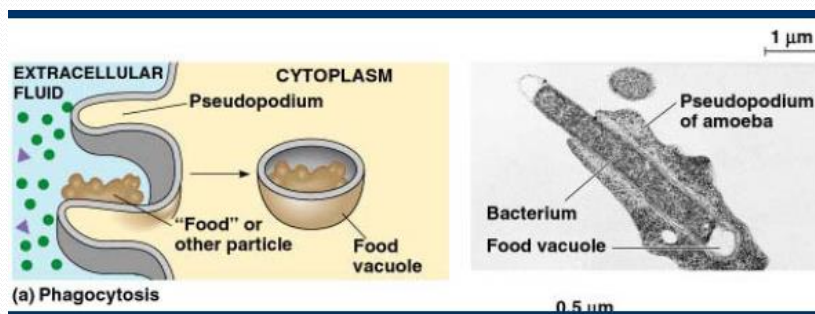 1 µm
EXTRACELLULAR
FLUID
CYTOPLASM
Pseudopodium
"Food" or
other particle
Food
vacuole
(a) Phagocytosis
Pseudopodium
of amoeba
Bacterium
Food vacuole
0.5 µm